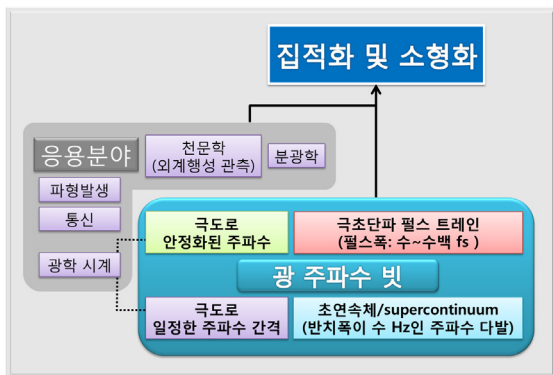 집적화 및 소형화
응용분야
천문학
(외계행성 관측)
분광학
파형발생
통신
광학 시계
극도로
안정화된 주파수
극초단파 펄스 트레인
(펄스폭: 수~수백 fs )
광 주파수 빗
극도로
일정한 주파수 간격
초연속체/supercontinuum
(반치폭이 수 Hz인 주파수 다발)